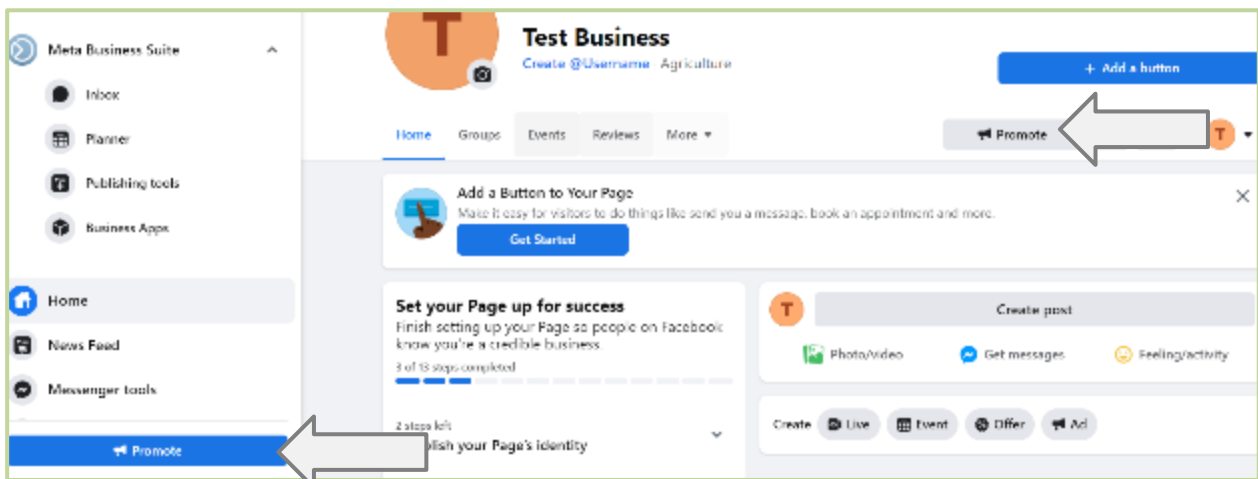 T
Test Business
Create @Username Agriculture
+ Add a button
Meta Business Suite
Inbox
Planner
Publishing tools
Business Apps
Home Groups Events Reviews More
Promote
T
Add a Button to Your Page
Make it easy for visitors to do things like send you a message, book an appointment and more.
Get Started
Home
News Feed
Messenger tools
Promote
Set your Page up for success
Finish setting up your Page so people on Facebook
know you're a credible business.
3 of 13 steps completed
2 steps left
your Page's identity
T
Create post
Photo/video Get messages Feeling/activity
Create Live Event Offer Ad